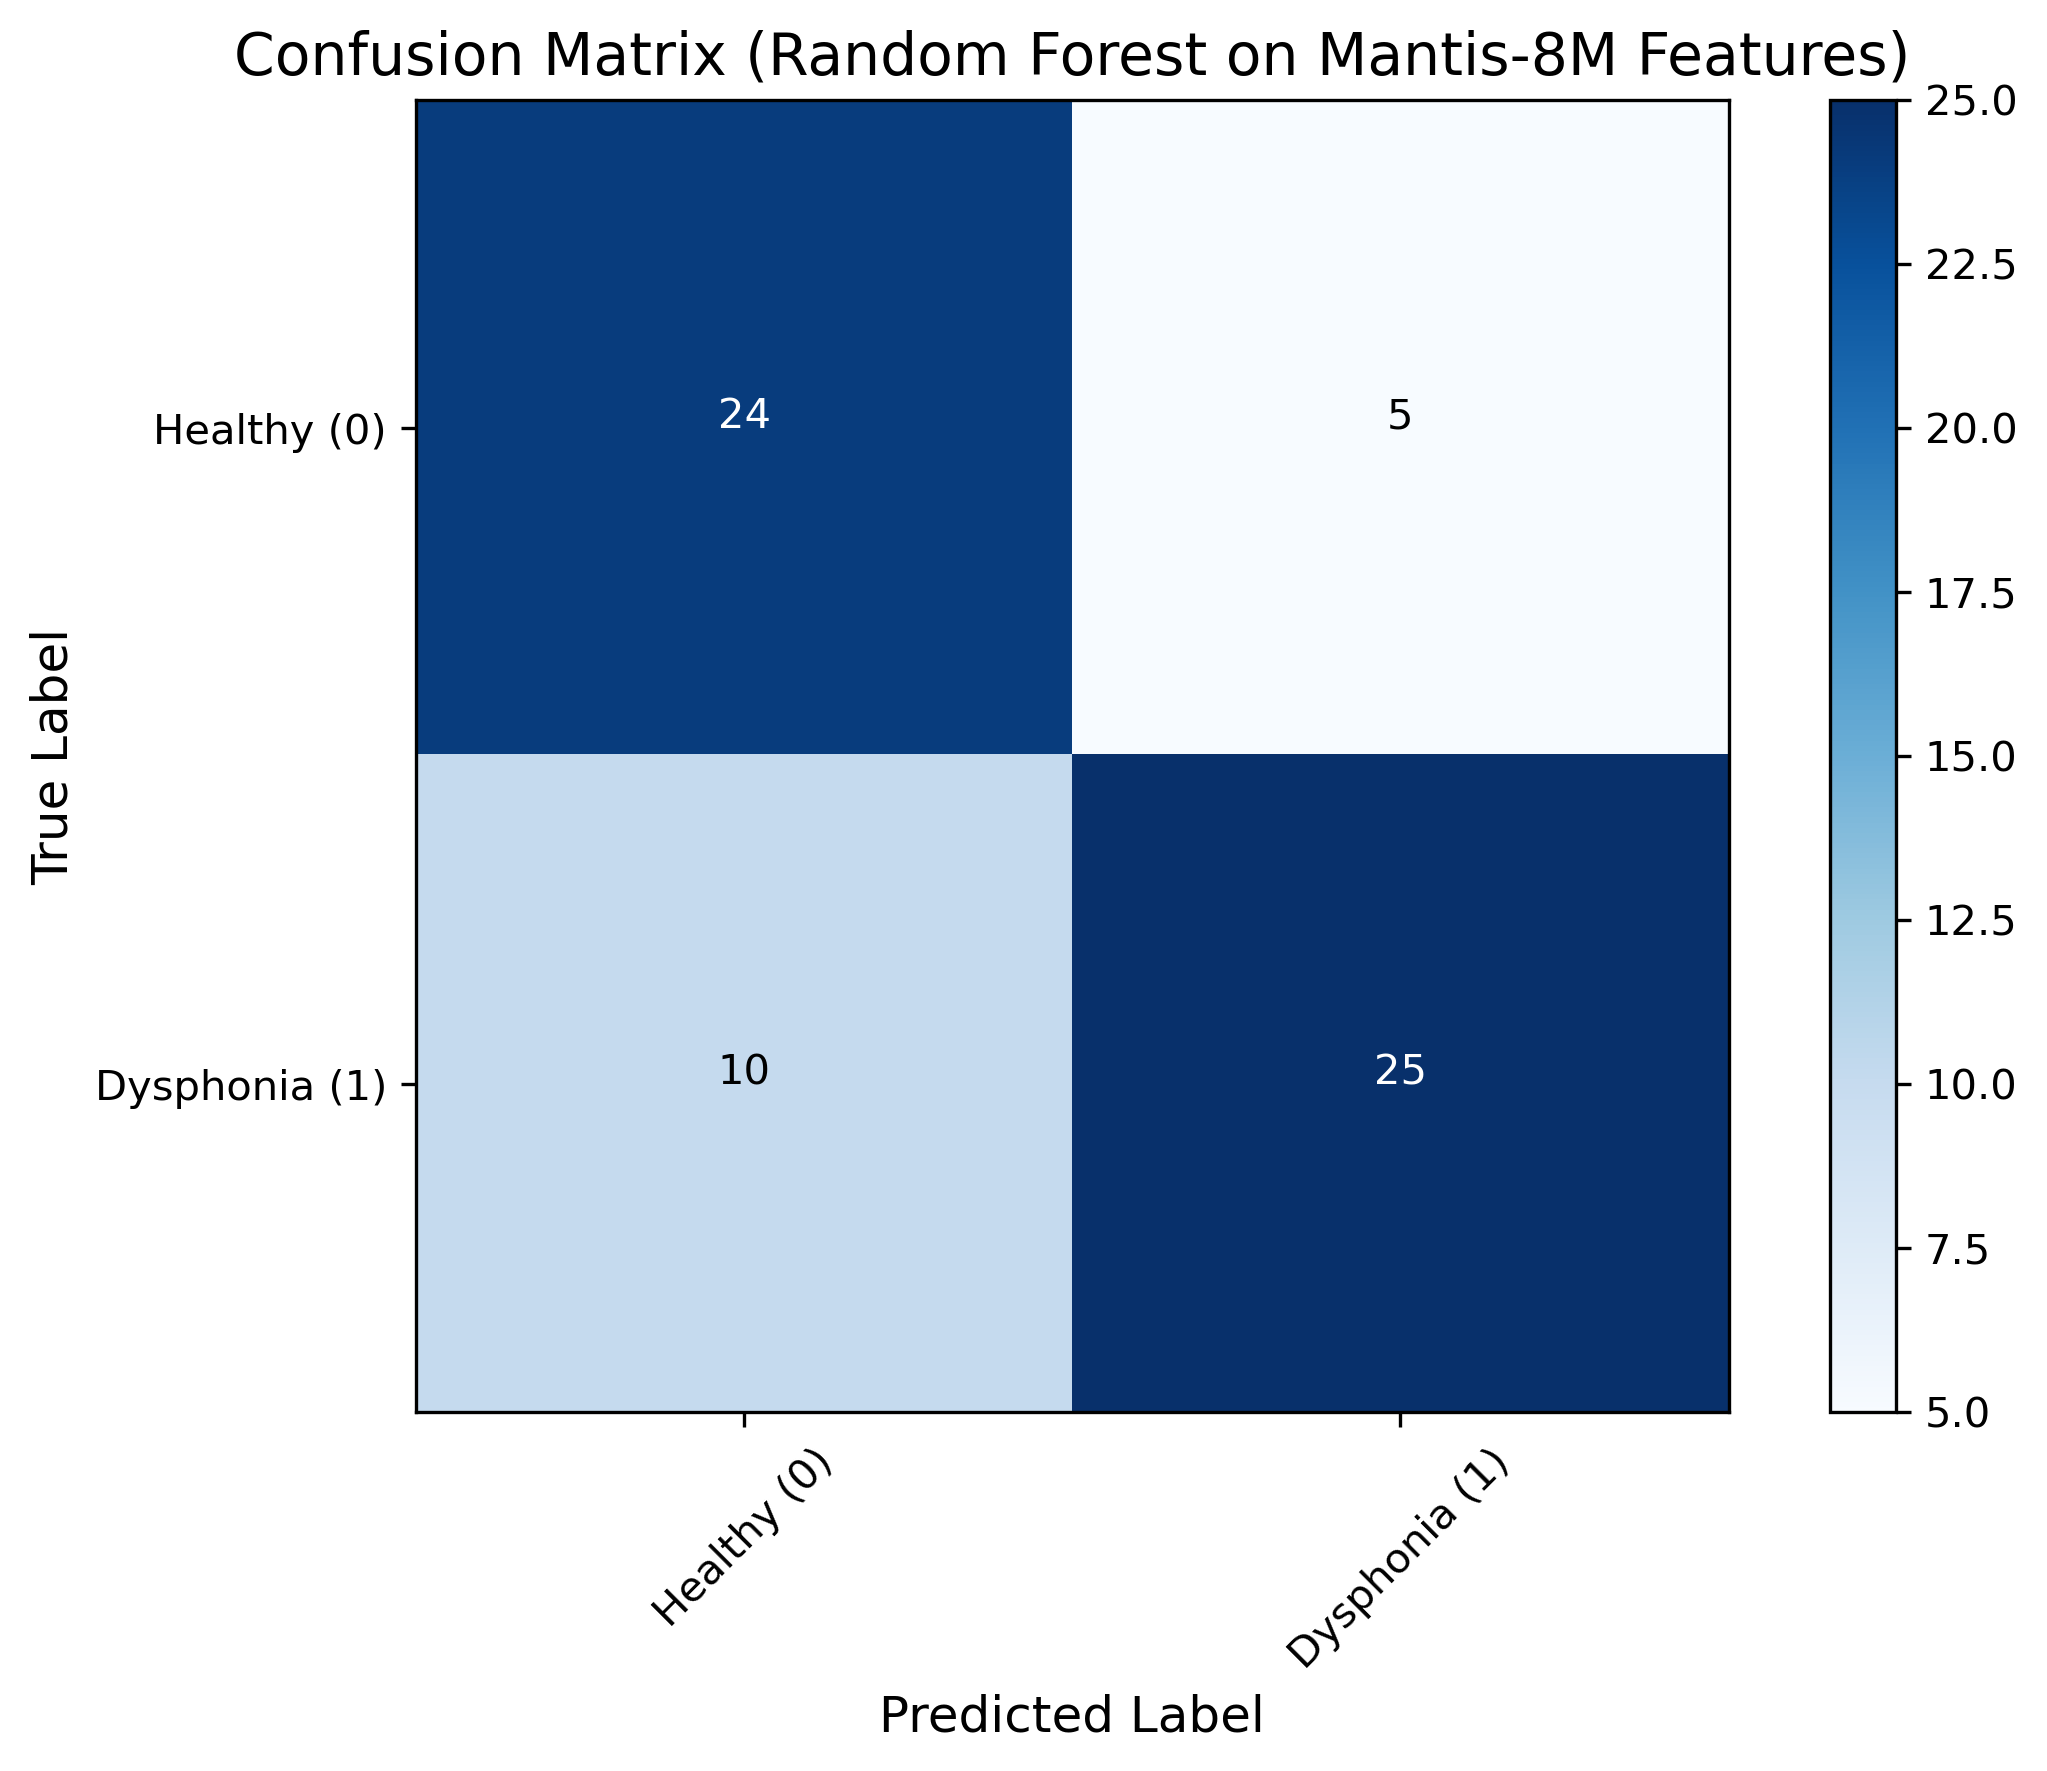 Confusion Matrix (Random Forest on Mantis-8M Features)
25.0
22.5
20.0
17.5
15.0
12.5
10.0
7.5
5.0
True Label
Healthy (0)
24
5
Dysphonia (1)
10
25
Healthy (0)
Dysphonia (1)
Predicted Label